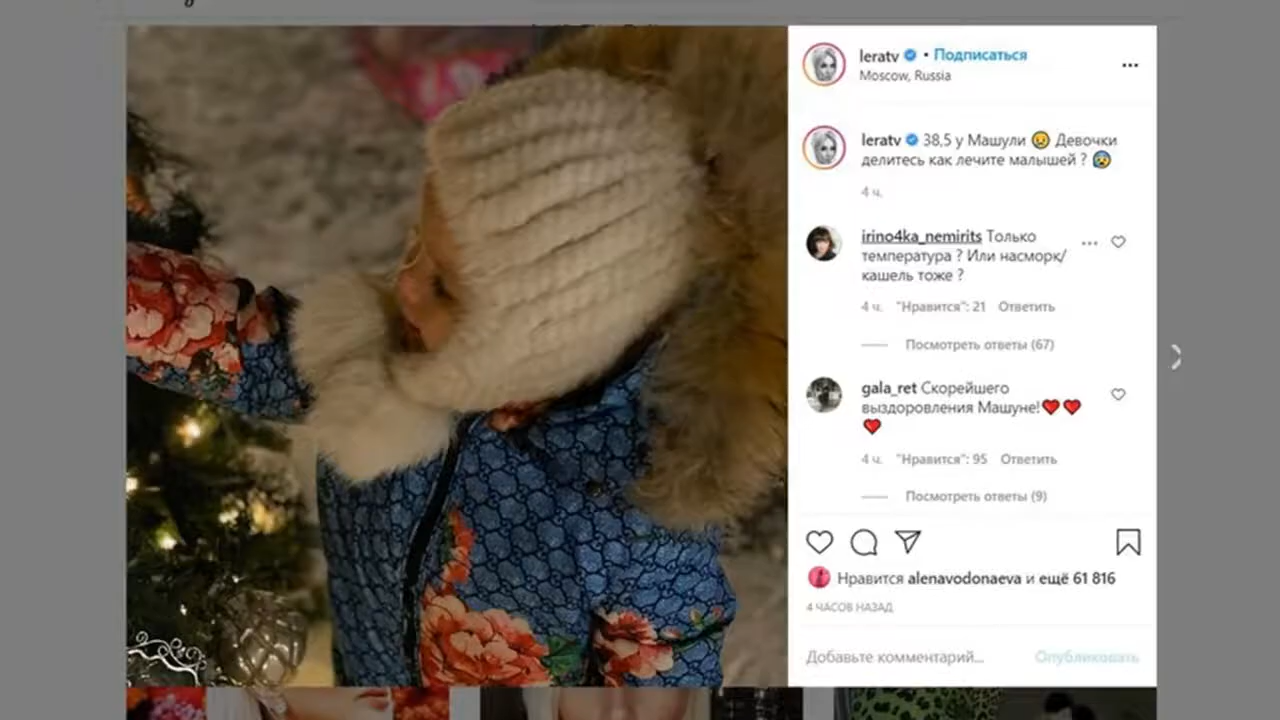 leratv • Подписаться
Moscow, Russia
leratv 38,5 у Машули 😢 Девочки
делитесь как лечите малышей ? 😰
4 ч.
irino4ka_nemirits Только
температура ? Или насморк/
кашель тоже ?
4 ч. "Нравится": 21 Ответить
Посмотреть ответы (67)
gala_ret Скорейшего
выздоровления Машуне!❤️❤️
❤️
4 ч. "Нравится": 95 Ответить
Посмотреть ответы (9)
Нравится alenavodonaeva и ещё 61 816
4 ЧАСОВ НАЗАД
Добавьте комментарий... Опубликовать